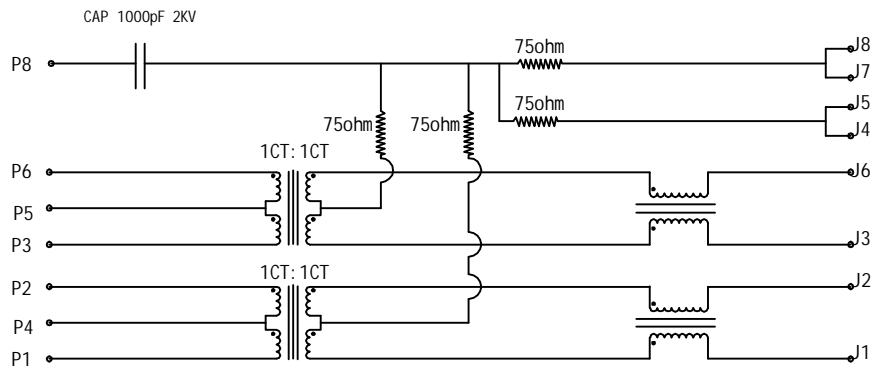 CAP 1000pF 2KV
75ohm
J8
P8
J7
75ohm
J5
75ohm
75ohm
J4
1CT:1CT
P6
J6
P5
P3
J3
1CT:1CT
P2
J2
P4
P1
J1